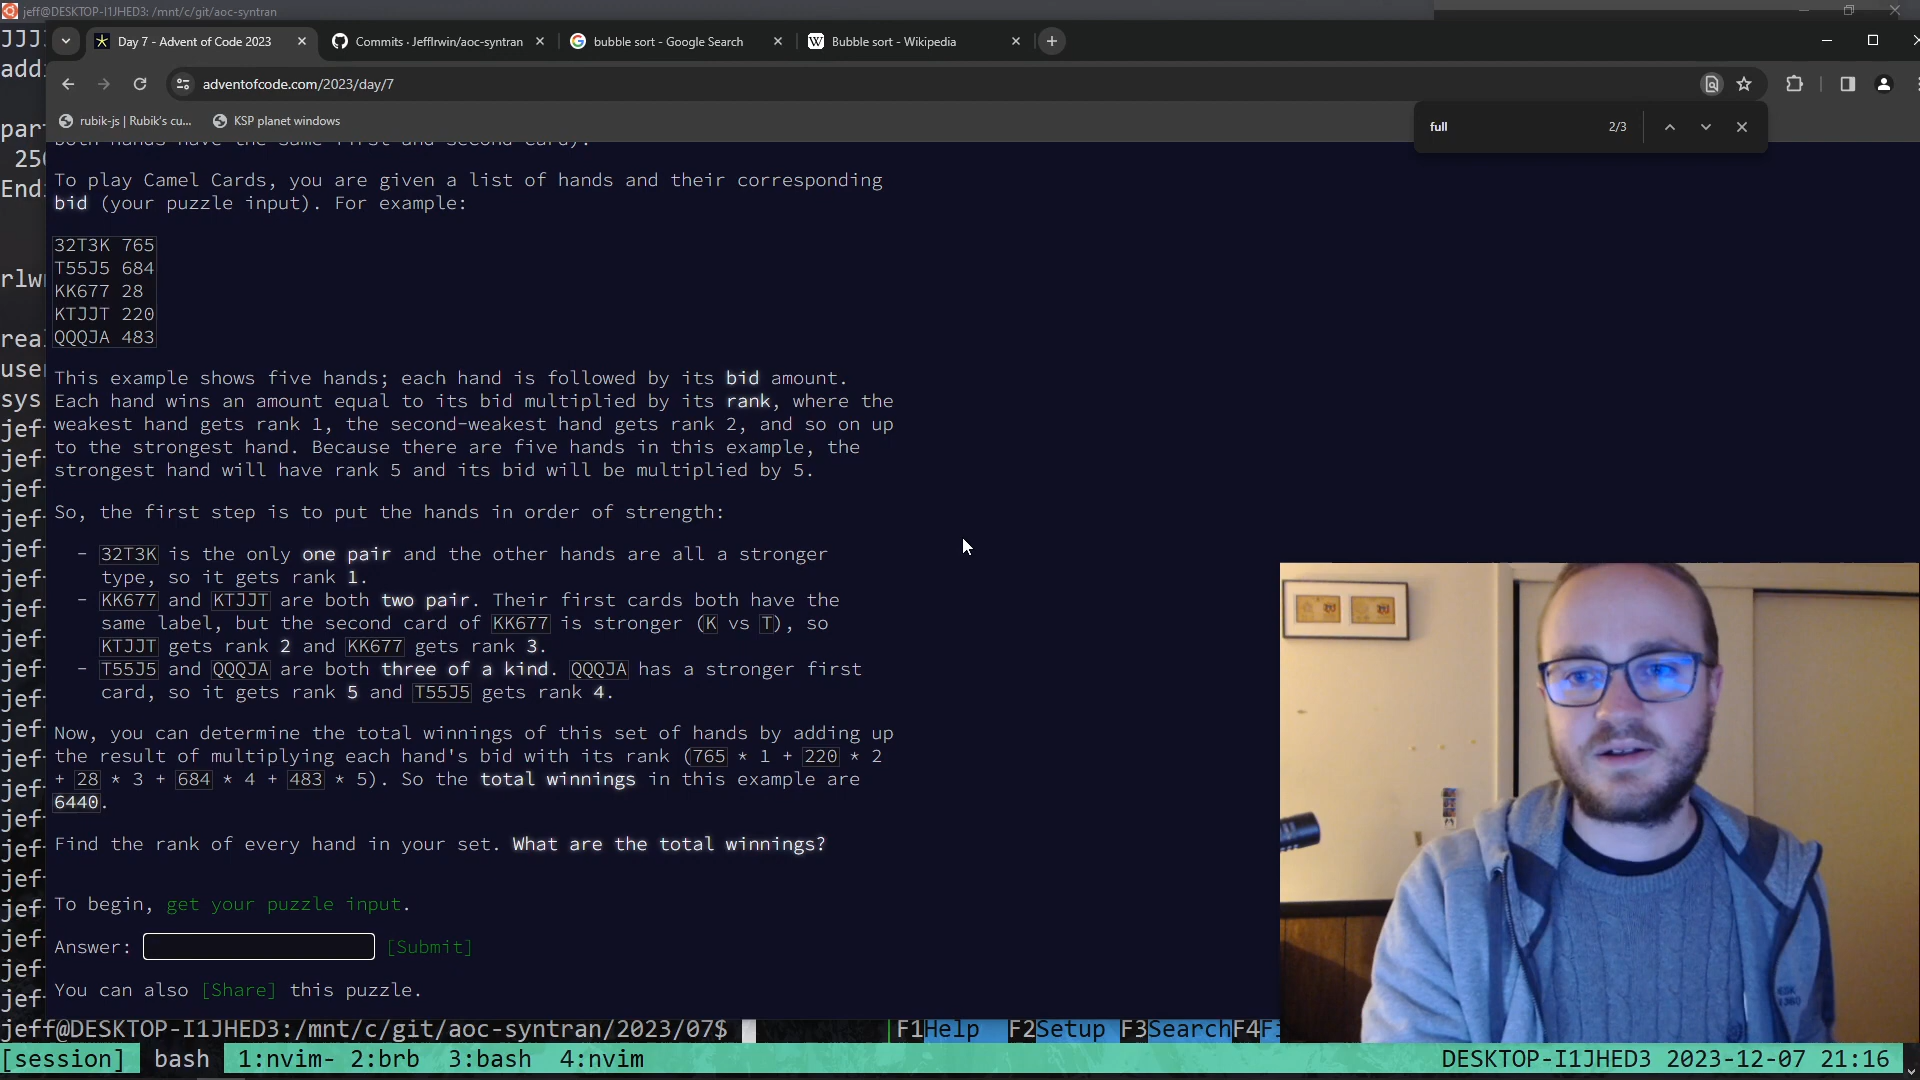 jeff@DESKTOP-I1JHED3: /mnt/c/git/aoc-syntran
Day 7 - Advent of Code 2023
Commits · JeffIrwin/aoc-syntran
bubble sort - Google Search
Bubble sort - Wikipedia
adventofcode.com/2023/day/7
rubik-js | Rubik's cu...
KSP planet windows
full
2/3
both hands have the same first and second card).
To play Camel Cards, you are given a list of hands and their corresponding
bid (your puzzle input). For example:
32T3K 765
T55J5 684
KK677 28
KTJJT 220
QQQJA 483
This example shows five hands; each hand is followed by its bid amount.
Each hand wins an amount equal to its bid multiplied by its rank, where the
weakest hand gets rank 1, the second-weakest hand gets rank 2, and so on up
to the strongest hand. Because there are five hands in this example, the
strongest hand will have rank 5 and its bid will be multiplied by 5.
So, the first step is to put the hands in order of strength:
- 32T3K is the only one pair and the other hands are all a stronger
type, so it gets rank 1.
- KK677 and KTJJT are both two pair. Their first cards both have the
same label, but the second card of KK677 is stronger (K vs T), so
KTJJT gets rank 2 and KK677 gets rank 3.
- T55J5 and QQQJA are both three of a kind. QQQJA has a stronger first
card, so it gets rank 5 and T55J5 gets rank 4.
Now, you can determine the total winnings of this set of hands by adding up
the result of multiplying each hand's bid with its rank (765 * 1 + 220 * 2
+ 28 * 3 + 684 * 4 + 483 * 5). So the total winnings in this example are
6440.
Find the rank of every hand in your set. What are the total winnings?
To begin, get your puzzle input.
Answer: [Submit]
You can also [Share] this puzzle.
jeff@DESKTOP-I1JHED3:/mnt/c/git/aoc-syntran/2023/07$
F1Help F2Setup F3SearchF4Fi
[session] bash 1:nvim- 2:brb 3:bash 4:nvim
DESKTOP-I1JHED3 2023-12-07 21:16